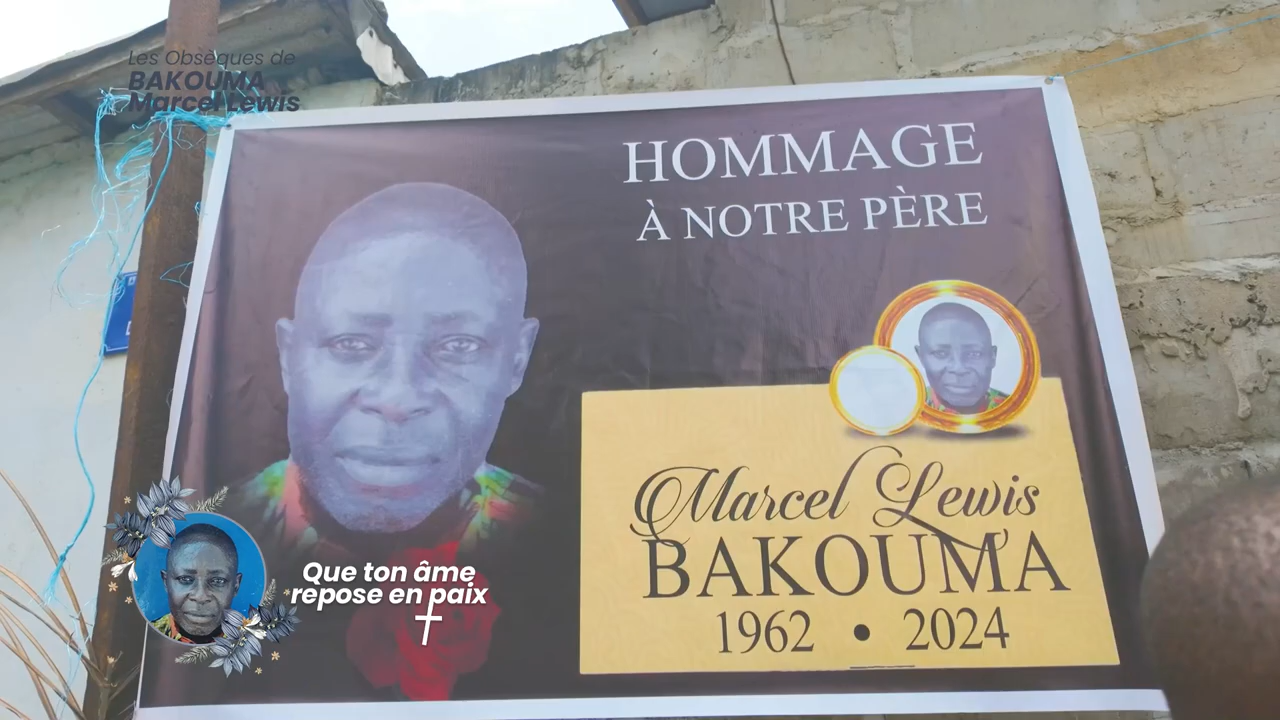 Les Obsèques de
BAKOUMA
Marcel Lewis
HOMMAGE
À NOTRE PÈRE
Marcel Lewis
BAKOUMA
1962 • 2024
Que ton âme
repose en paix